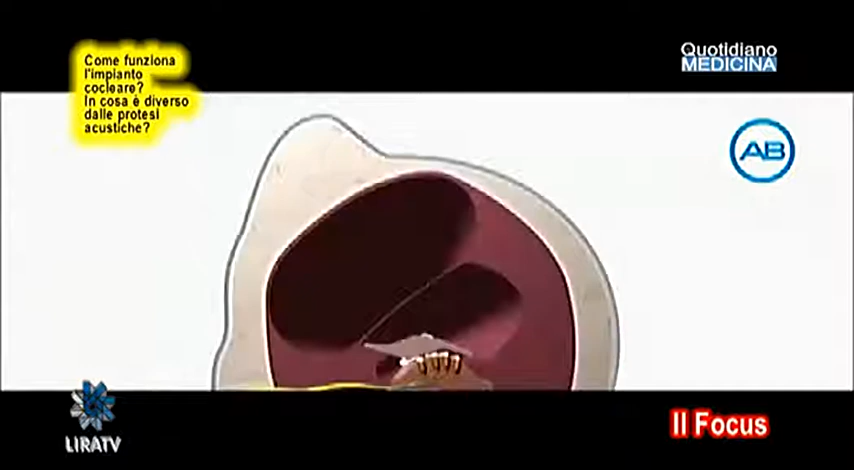 Come funziona
l'impianto
cocleare?
In cosa è diverso
dalle protesi
acustiche?
Quotidiano
MEDICINA
AB
LIRATV
Il Focus